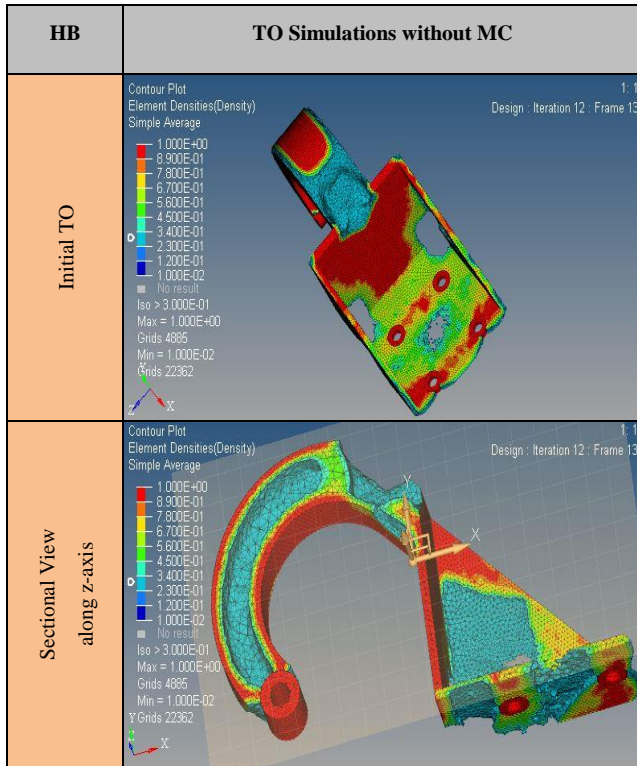 HB
TO Simulations without MC
Initial TO
Contour Plot
Element Densities(Density)
Simple Average
1: 1
Design : Iteration 12 : Frame 13
1.000E+00
8.900E-01
7.800E-01
6.700E-01
5.600E-01
4.500E-01
3.400E-01
2.300E-01
1.200E-01
1.000E-02
No result
Iso > 3.000E-01
Max = 1.000E+00
Grids 4885
Min = 1.000E-02
Grids 22362
Y
Z
X
Sectional View
along z-axis
Contour Plot
Element Densities(Density)
Simple Average
1: 1
Design : Iteration 12 : Frame 13
1.000E+00
8.900E-01
7.800E-01
6.700E-01
5.600E-01
4.500E-01
3.400E-01
2.300E-01
1.200E-01
1.000E-02
No result
Iso > 3.000E-01
Max = 1.000E+00
Grids 4885
Min = 1.000E-02
Grids 22362
Y
X
Y
X